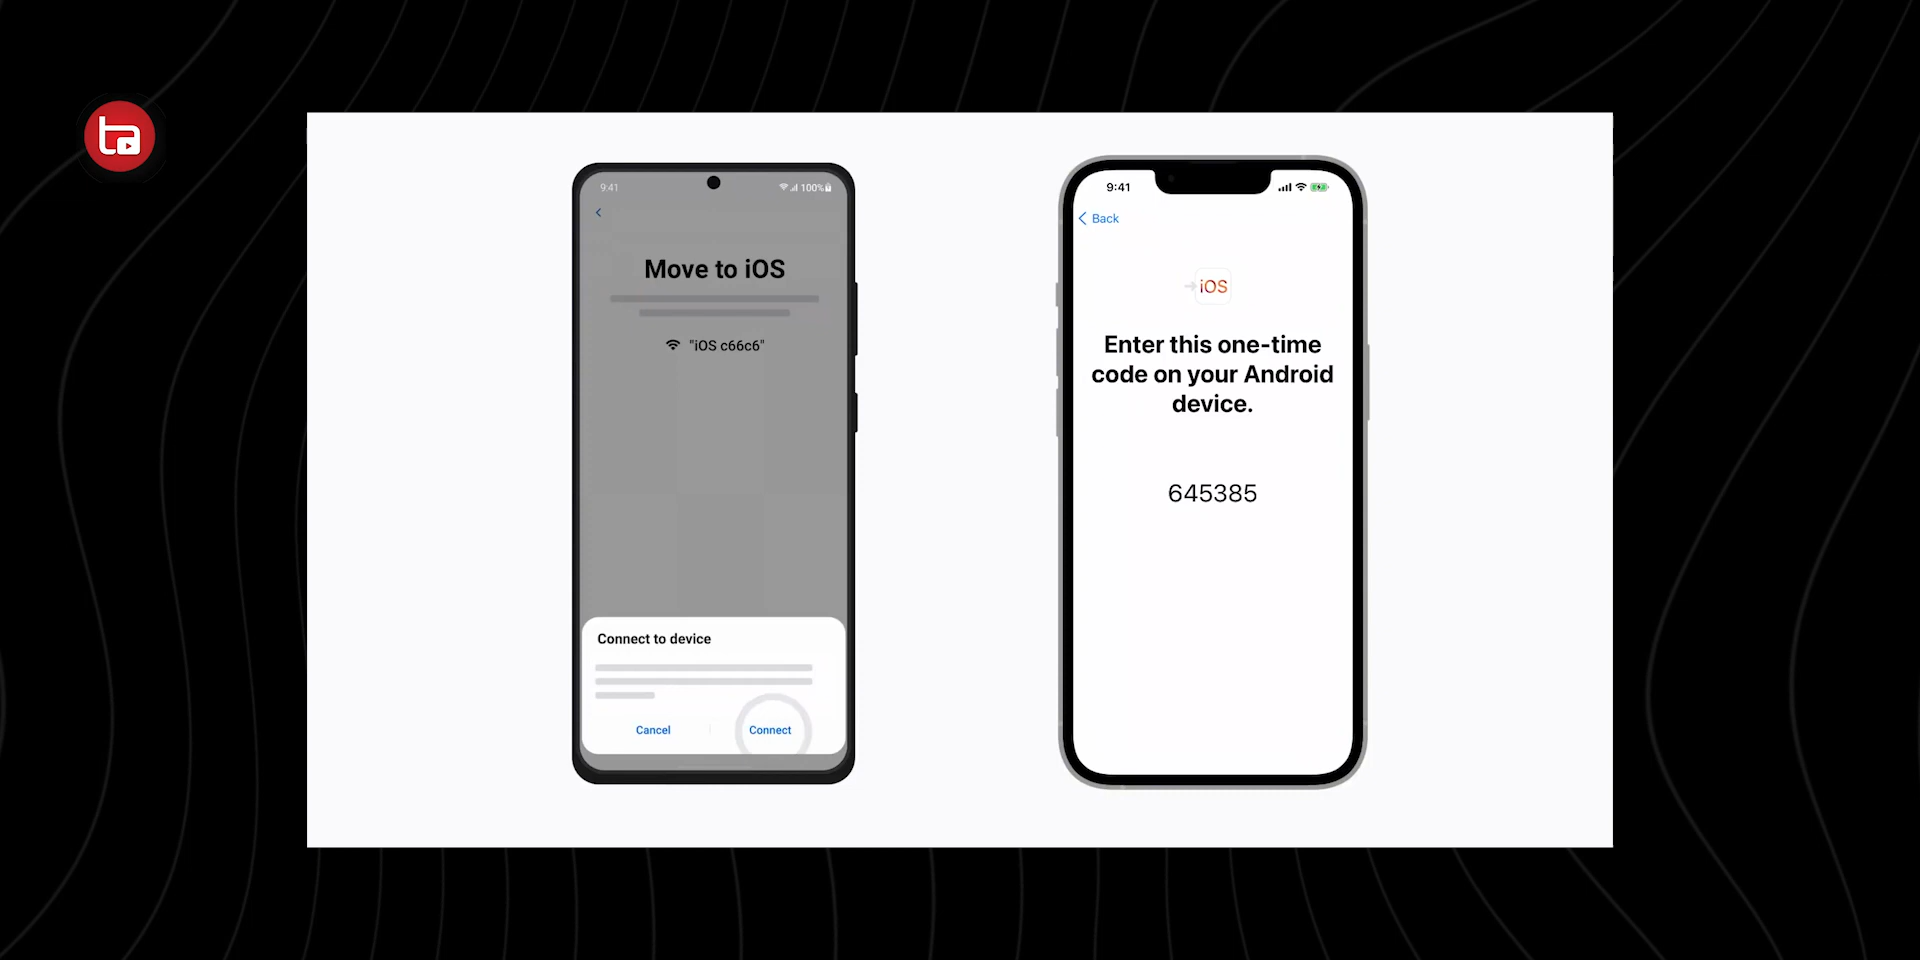 ta
9:41
100%
Move to iOS
"iOS c66c6"
Connect to device
Cancel
Connect
9:41
Back
iOS
Enter this one-time
code on your Android
device.
645385